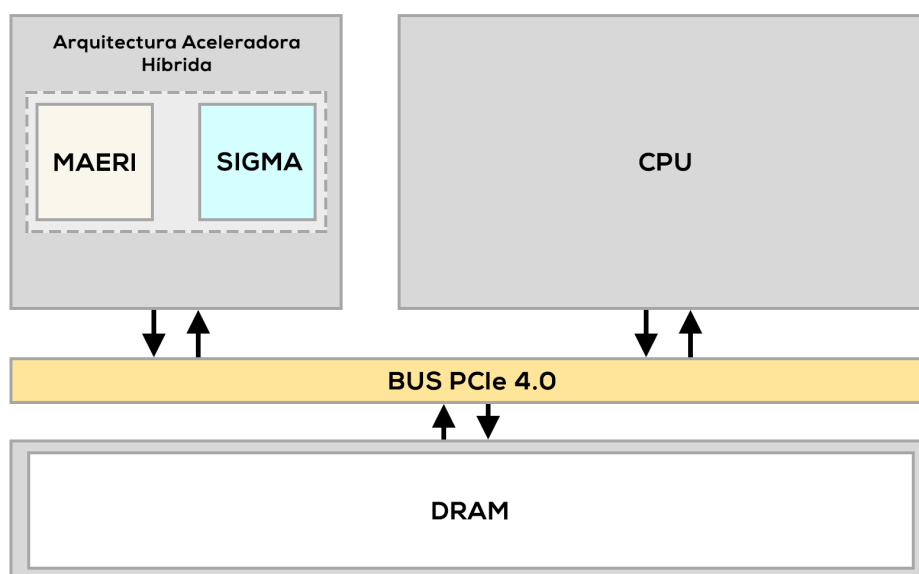 Arquitectura Aceleradora
Híbrida
MAERI
SIGMA
CPU
BUS PCIe 4.0
DRAM